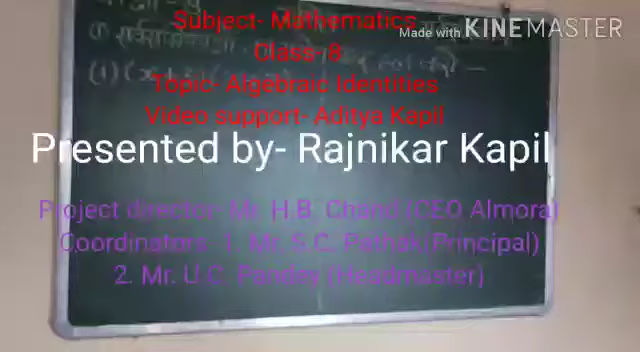 Subject- Mathematics
Made with KINEMASTER
Class-8
Topic- Algebraic Identities
Video support- Aditya Kapil
Presented by- Rajnikar Kapil
Project director- Mr. H.B. Chand (CEO Almora)
Coordinators- 1. Mr. S.C. Pathak(Principal)
2. Mr. U.C. Pandey (Headmaster)